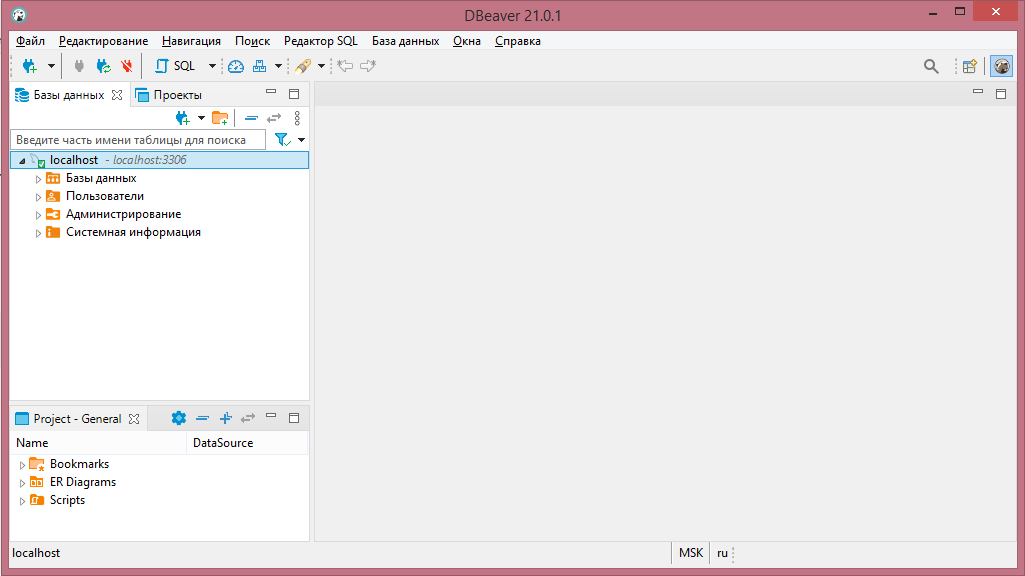 DBeaver 21.0.1
Файл Редактирование Навигация Поиск Редактор SQL База данных Окна Справка
SQL
Базы данных Проекты
Введите часть имени таблицы для поиска
localhost - localhost:3306
Базы данных
Пользователи
Администрирование
Системная информация
Project - General
Name DataSource
Bookmarks
ER Diagrams
Scripts
localhost MSK ru